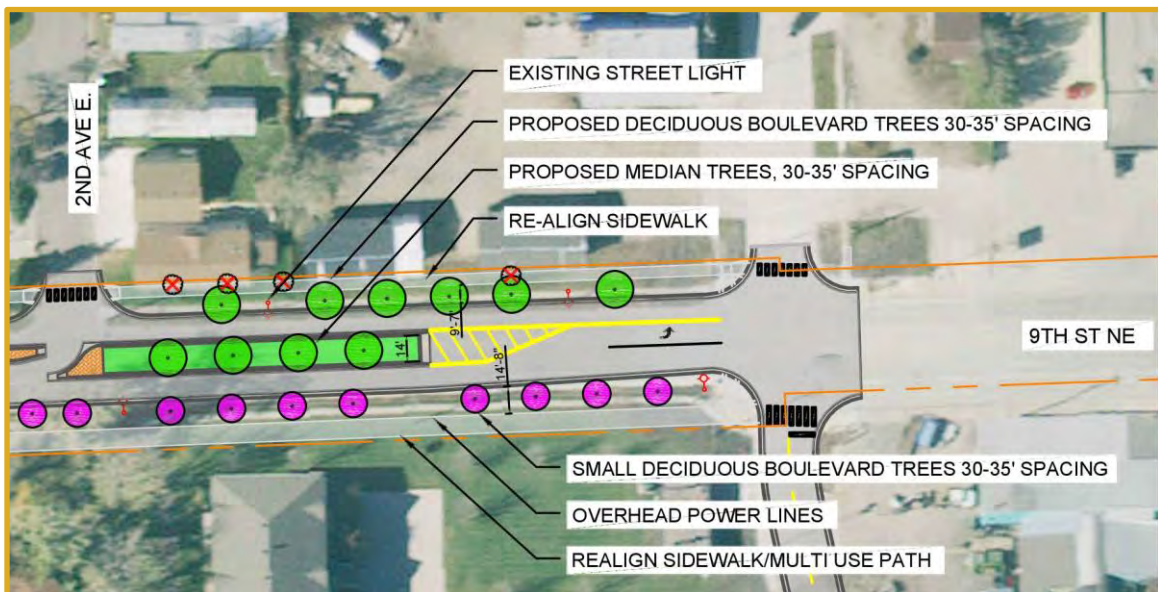 EXISTING STREET LIGHT
PROPOSED DECIDUOUS BOULEVARD TREES 30-35' SPACING
2ND AVE E.
PROPOSED MEDIAN TREES, 30-35' SPACING
RE-ALIGN SIDEWALK
9'-7"
14'
14'-8"
9TH ST NE
SMALL DECIDUOUS BOULEVARD TREES 30-35' SPACING
OVERHEAD POWER LINES
REALIGN SIDEWALK/MULTI USE PATH